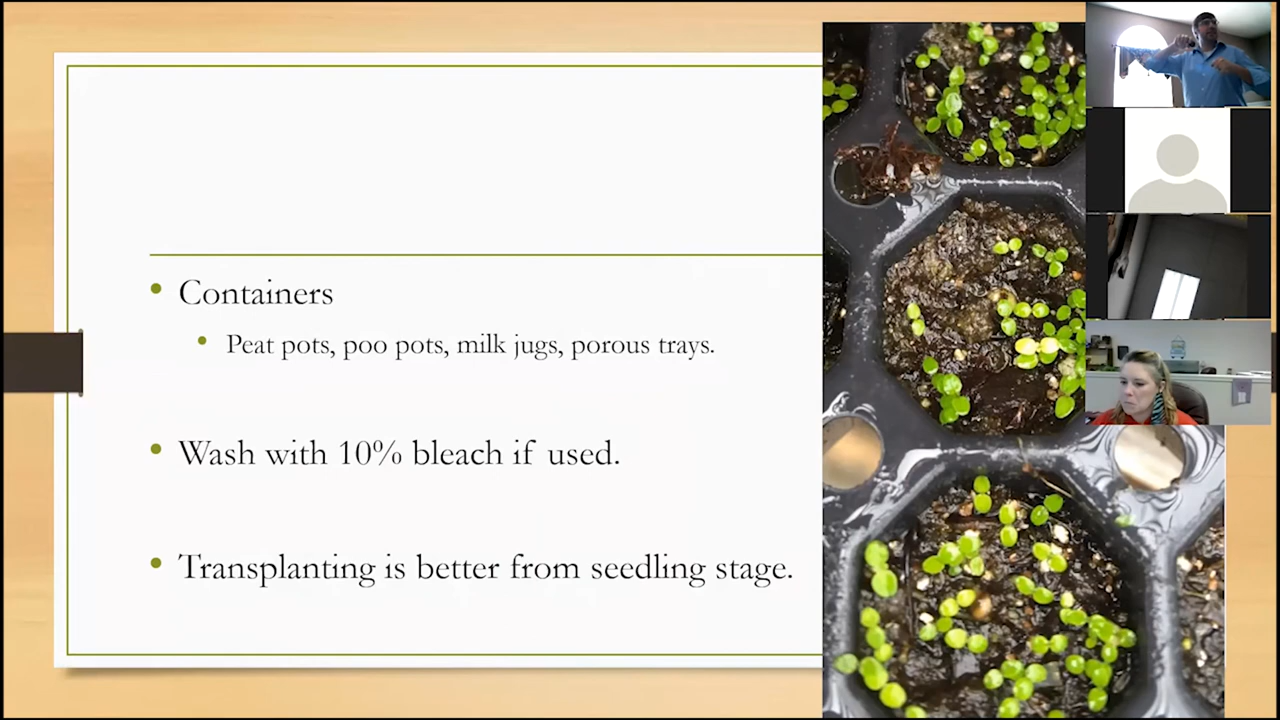 Containers
Peat pots, poo pots, milk jugs, porous trays.
Wash with 10% bleach if used.
Transplanting is better from seedling stage.